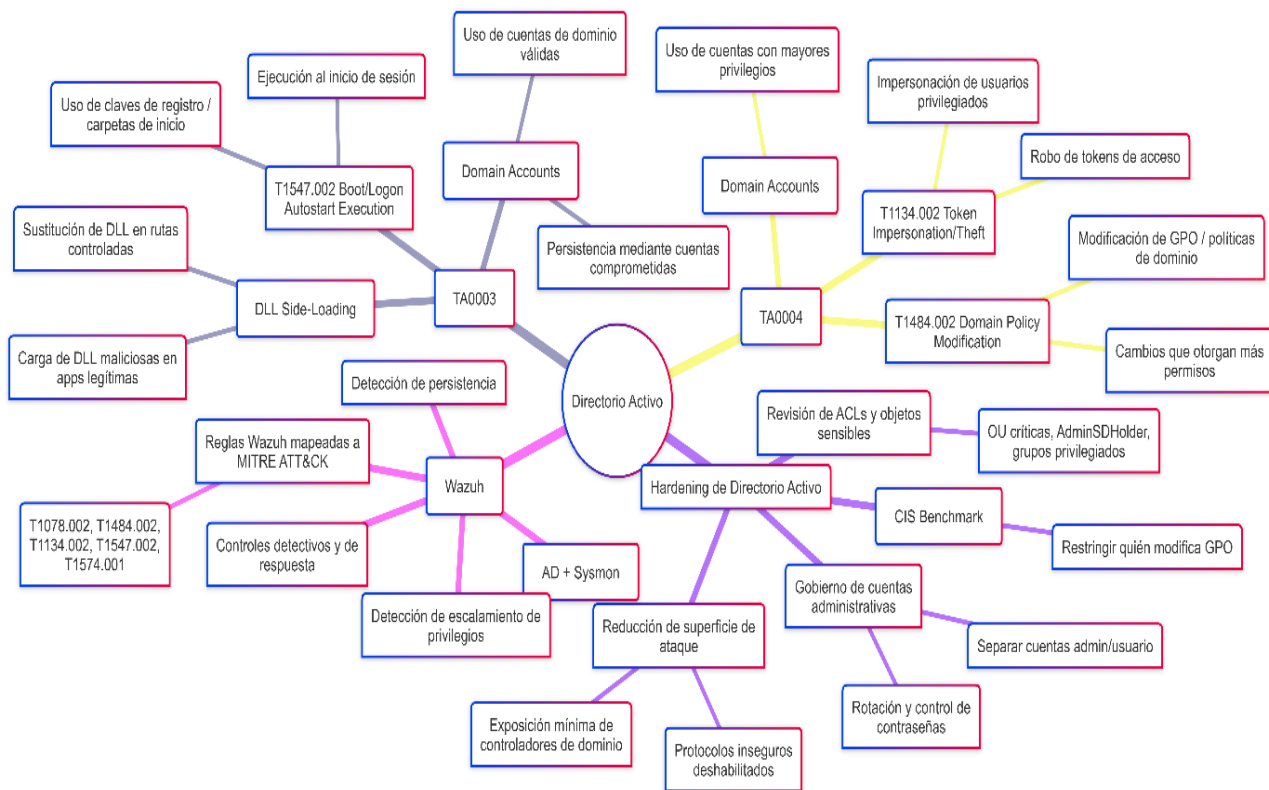 Uso de cuentas de dominio
válidas
Uso de cuentas con mayores
privilegios
Ejecución al inicio de sesión
Impersonación de usuarios
privilegiados
Uso de claves de registro /
carpetas de inicio
Robo de tokens de acceso
Domain Accounts
Domain Accounts
T1547.002 Boot/Logon
Autostart Execution
T1134.002 Token
Impersonation/Theft
Sustitución de DLL en rutas
controladas
Persistencia mediante cuentas
comprometidas
Modificación de GPO / políticas
de dominio
DLL Side-Loading
TA0003
TA0004
T1484.002 Domain Policy
Modification
Carga de DLL maliciosas en
apps legítimas
Cambios que otorgan más
permisos
Detección de persistencia
Directorio Activo
Revisión de ACLs y objetos
sensibles
OU críticas, AdminSDHolder,
grupos privilegiados
Reglas Wazuh mapeadas a
MITRE ATT&CK
Wazuh
Hardening de Directorio Activo
CIS Benchmark
T1078.002, T1484.002,
T1134.002, T1547.002,
T1574.001
Controles detectivos y de
respuesta
Restringir quién modifica GPO
AD + Sysmon
Detección de escalamiento de
privilegios
Reducción de superficie de
ataque
Gobierno de cuentas
administrativas
Separar cuentas admin/usuario
Rotación y control de
contraseñas
Exposición mínima de
controladores de dominio
Protocolos inseguros
deshabilitados